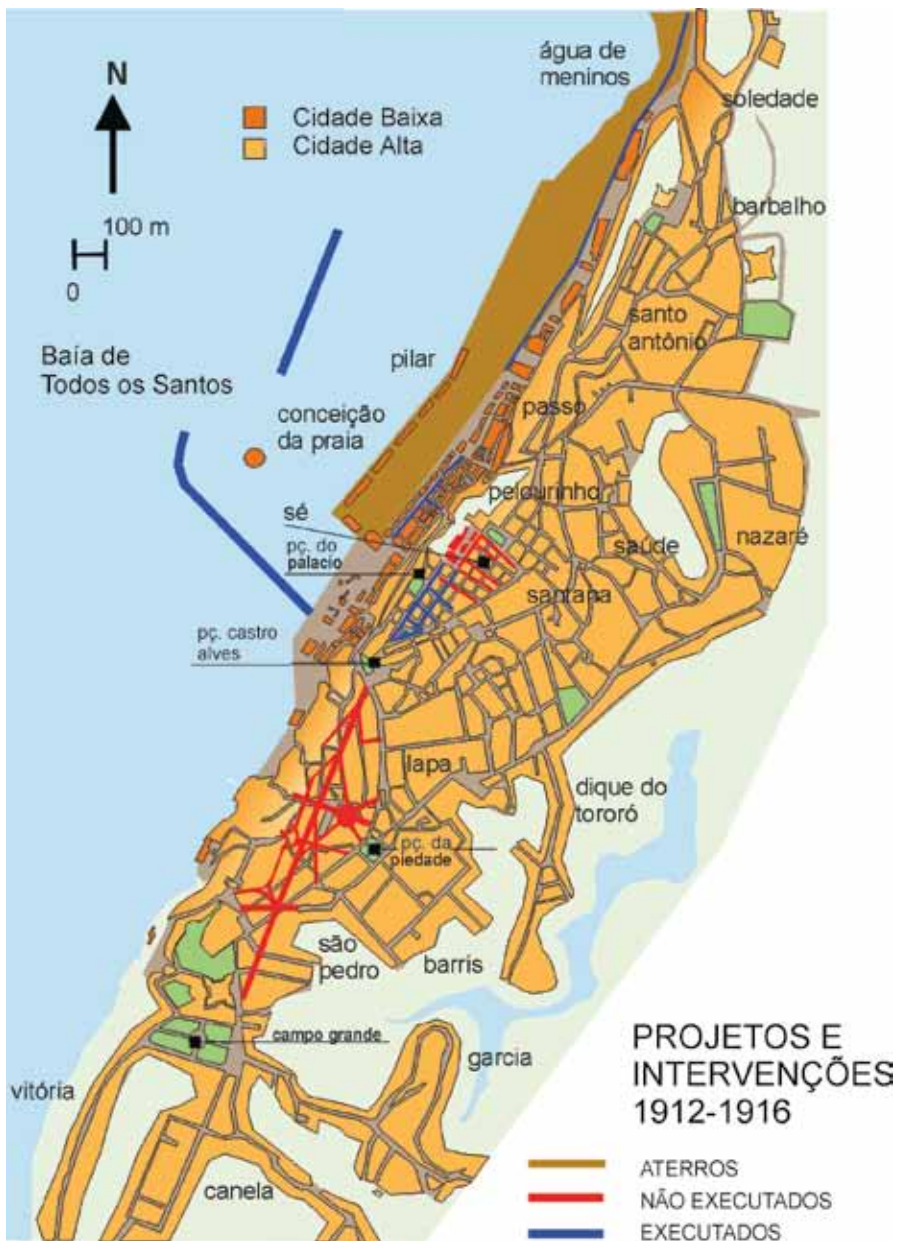 água de
meninos
N
soledade
Cidade Baixa
Cidade Alta
barbalho
100 m
0
santo
antônio
Baía de
Todos os Santos
pilar
conceição
da praia
passo
pelourinho
sé
nazaré
saúde
pç. do
palacio
santana
pç. castro
alves
lapa
dique do
tororó
pç. da
piedade
são
pedro
barris
campo grande
garcia
vitória
canela
PROJETOS E
INTERVENÇÕES
1912-1916
ATERROS
NÃO EXECUTADOS
EXECUTADOS